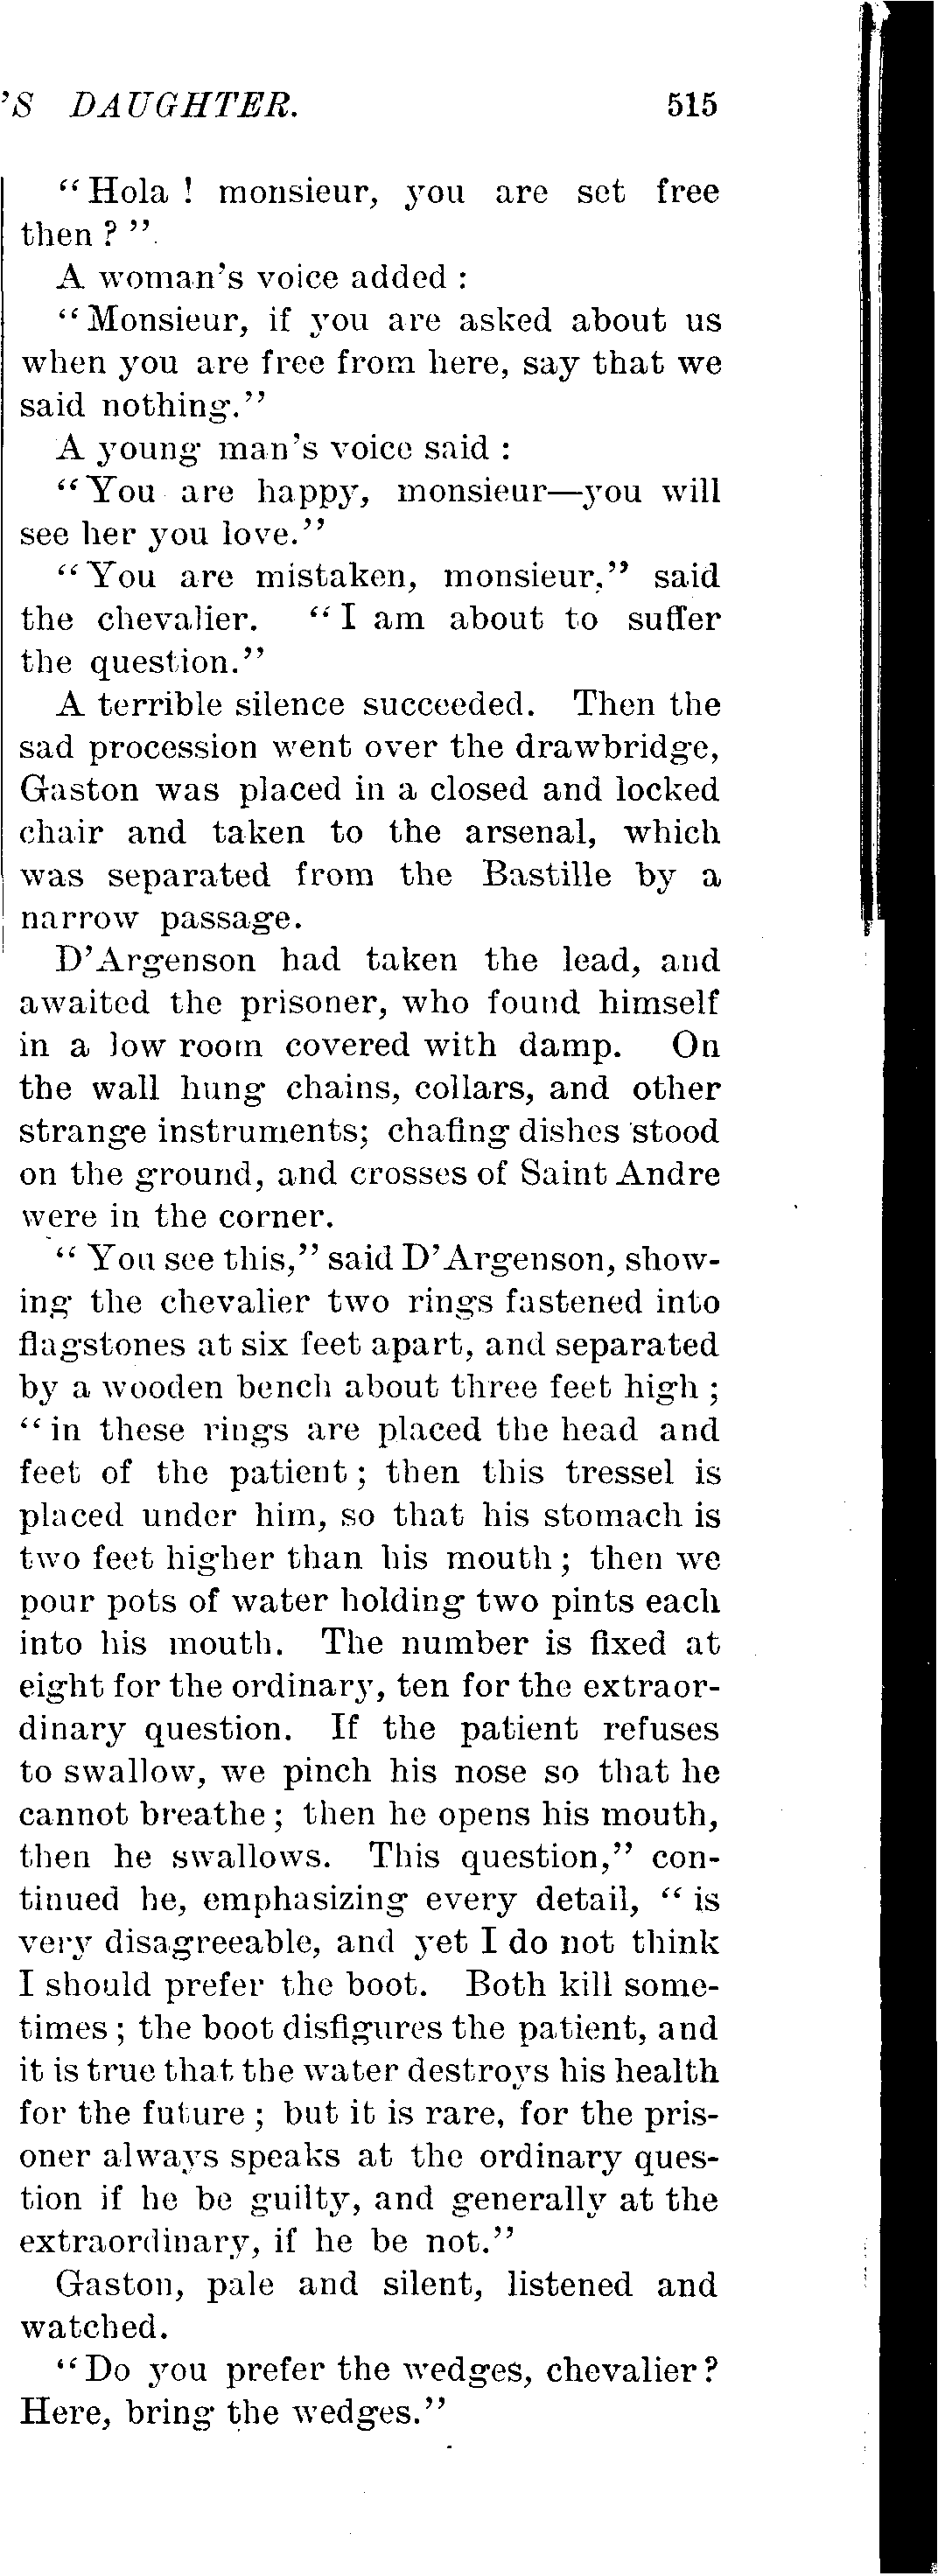 'S DAUGHTER. 515
"Hola ! monsieur, you are set free
then ? "
A woman's voice added :
"Monsieur, if you are asked about us
when you are free from here, say that we
said nothing."
A young man's voice said :
"You are happy, monsieur—you will
see her you love."
"You are mistaken, monsieur," said
the chevalier. "I am about to suffer
the question."
A terrible silence succeeded. Then the
sad procession went over the drawbridge,
Gaston was placed in a closed and locked
chair and taken to the arsenal, which
was separated from the Bastille by a
narrow passage.
D'Argenson had taken the lead, and
awaited the prisoner, who found himself
in a low room covered with damp. On
the wall hung chains, collars, and other
strange instruments; chafing dishes stood
on the ground, and crosses of Saint Andre
were in the corner.
" You see this," said D'Argenson, show-
ing the chevalier two rings fastened into
flagstones at six feet apart, and separated
by a wooden bench about three feet high ;
"in these rings are placed the head and
feet of the patient ; then this tressel is
placed under him, so that his stomach is
two feet higher than his mouth ; then we
pour pots of water holding two pints each
into his mouth. The number is fixed at
eight for the ordinary, ten for the extraor-
dinary question. If the patient refuses
to swallow, we pinch his nose so that he
cannot breathe ; then he opens his mouth,
then he swallows. This question," con-
tinued he, emphasizing every detail, " is
very disagreeable, and yet I do not think
I should prefer the boot. Both kill some-
times ; the boot disfigures the patient, and
it is true that the water destroys his health
for the future ; but it is rare, for the pris-
oner always speaks at the ordinary ques-
tion if he be guilty, and generally at the
extraordinary, if he be not."
Gaston, pale and silent, listened and
watched.
"Do you prefer the wedges, chevalier ?
Here, bring the wedges."